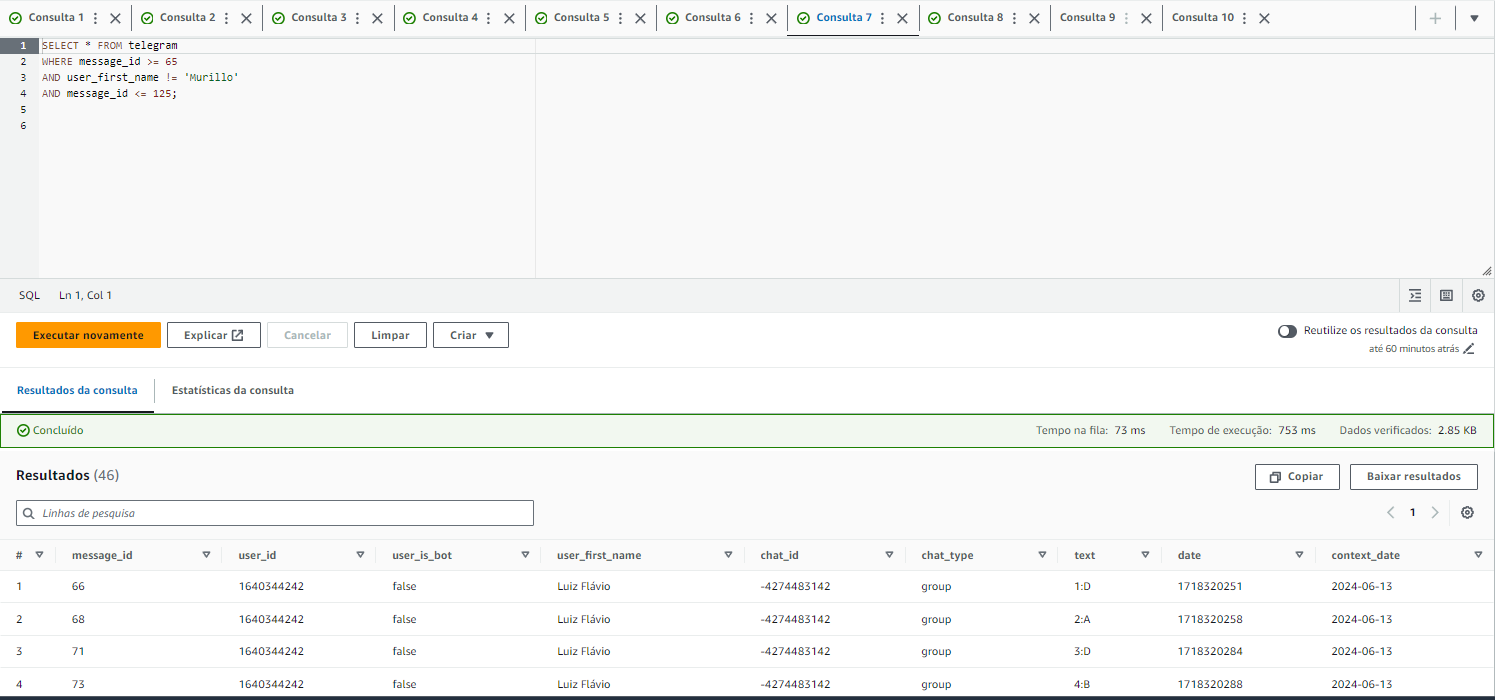 Consulta 1 Consulta 2 Consulta 3 Consulta 4 Consulta 5 Consulta 6 Consulta 7 Consulta 8 Consulta 9 Consulta 10
1 SELECT * FROM telegram
2 WHERE message_id >= 65
3 AND user_first_name != 'Murillo'
4 AND message_id <= 125;
5
6
SQL Ln 1, Col 1
Executar novamente Explicar Cancelar Limpar Criar Reutilize os resultados da consulta
até 60 minutos atrás
Resultados da consulta Estatísticas da consulta
Concluído Tempo na fila: 73 ms Tempo de execução: 753 ms Dados verificados: 2.85 KB
Resultados (46) Copiar Baixar resultados
Linhas de pesquisa 1
# message_id user_id user_is_bot user_first_name chat_id chat_type text date context_date
1 66 1640344242 false Luiz Flávio -4274483142 group 1:D 1718320251 2024-06-13
2 68 1640344242 false Luiz Flávio -4274483142 group 2:A 1718320258 2024-06-13
3 71 1640344242 false Luiz Flávio -4274483142 group 3:D 1718320284 2024-06-13
4 73 1640344242 false Luiz Flávio -4274483142 group 4:B 1718320288 2024-06-13